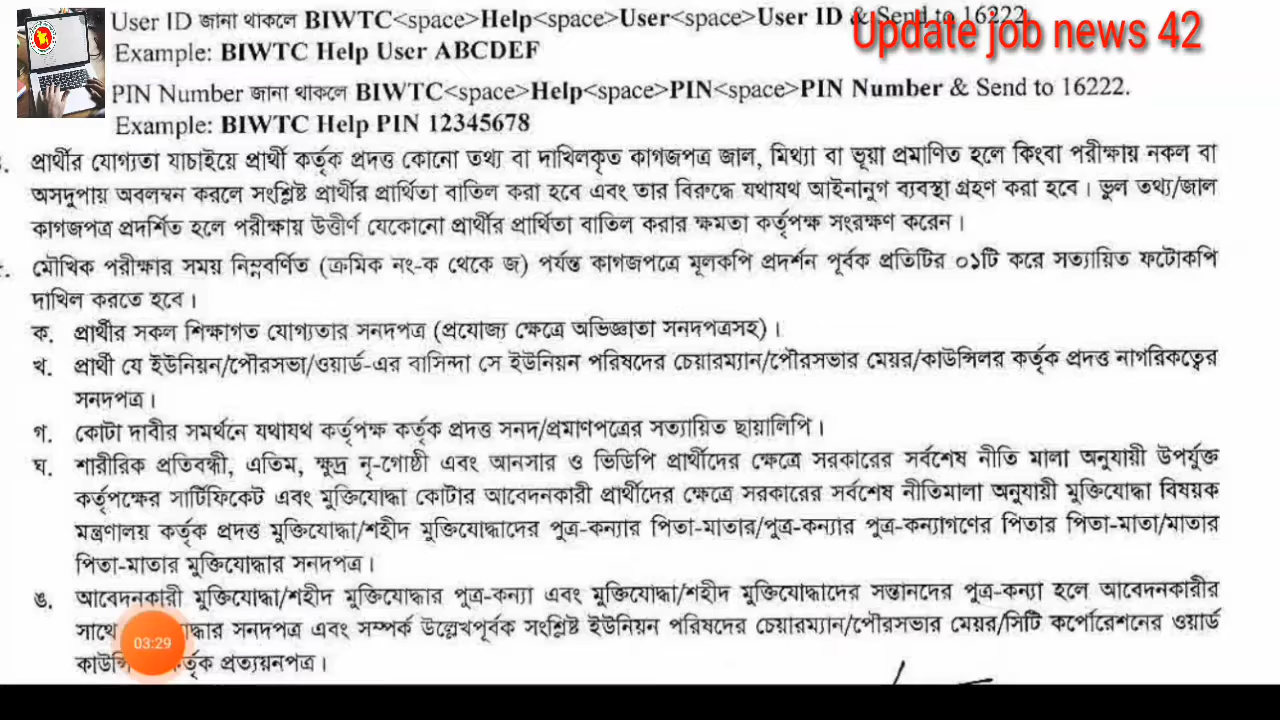 User ID জানা থাকলে BIWTC<space>Help<space>User<space>User ID & Send to 16222
Update job news 42
Example: BIWTC Help User ABCDEF
PIN Number জানা থাকলে BIWTC<space>Help<space>PIN<space>PIN Number & Send to 16222.
Example: BIWTC Help PIN 12345678
প্রার্থীর যোগ্যতা যাচাইয়ে প্রার্থী কর্তৃক প্রদত্ত কোনো তথ্য বা দাখিলকৃত কাগজপত্র জাল, মিথ্যা বা ভূয়া প্রমাণিত হলে কিংবা পরীক্ষায় নকল বা
অসদুপায় অবলম্বন করলে সংশ্লিষ্ট প্রার্থীর প্রার্থিতা বাতিল করা হবে এবং তার বিরুদ্ধে যথাযথ আইনানুগ ব্যবস্থা গ্রহণ করা হবে। ভুল তথ্য/জাল
কাগজপত্র প্রদর্শিত হলে পরীক্ষায় উত্তীর্ণ যেকোনো প্রার্থীর প্রার্থিতা বাতিল করার ক্ষমতা কর্তৃপক্ষ সংরক্ষণ করেন।
মৌখিক পরীক্ষার সময় নিম্নবর্ণিত (ক্রমিক নং-ক থেকে জ) পর্যন্ত কাগজপত্রে মূলকপি প্রদর্শন পূর্বক প্রতিটির ০১টি করে সত্যায়িত ফটোকপি
দাখিল করতে হবে।
ক. প্রার্থীর সকল শিক্ষাগত যোগ্যতার সনদপত্র (প্রযোজ্য ক্ষেত্রে অভিজ্ঞাতা সনদপত্রসহ)।
খ. প্রার্থী যে ইউনিয়ন/পৌরসভা/ওয়ার্ড-এর বাসিন্দা সে ইউনিয়ন পরিষদের চেয়ারম্যান/পৌরসভার মেয়র/কাউন্সিলর কর্তৃক প্রদত্ত নাগরিকত্বের
সনদপত্র।
গ. কোটা দাবীর সমর্থনে যথাযথ কর্তৃপক্ষ কর্তৃক প্রদত্ত সনদ/প্রমাণপত্রের সত্যায়িত ছায়ালিপি।
ঘ. শারীরিক প্রতিবন্ধী, এতিম, ক্ষুদ্র নৃ-গোষ্ঠী এবং আনসার ও ভিডিপি প্রার্থীদের ক্ষেত্রে সরকারের সর্বশেষ নীতি মালা অনুযায়ী উপর্যুক্ত
কর্তৃপক্ষের সার্টিফিকেট এবং মুক্তিযোদ্ধা কোটার আবেদনকারী প্রার্থীদের ক্ষেত্রে সরকারের সর্বশেষ নীতিমালা অনুযায়ী মুক্তিযোদ্ধা বিষয়ক
মন্ত্রণালয় কর্তৃক প্রদত্ত মুক্তিযোদ্ধা/শহীদ মুক্তিযোদ্ধাদের পুত্র-কন্যার পিতা-মাতার/পুত্র-কন্যার পুত্র-কন্যাগণের পিতার পিতা-মাতা/মাতার
পিতা-মাতার মুক্তিযোদ্ধার সনদপত্র।
ঙ. আবেদনকারী মুক্তিযোদ্ধা/শহীদ মুক্তিযোদ্ধার পুত্র-কন্যা এবং মুক্তিযোদ্ধা/শহীদ মুক্তিযোদ্ধাদের সন্তানদের পুত্র-কন্যা হলে আবেদনকারীর
সাথে সনদপত্র এবং সম্পর্ক উল্লেখপূর্বক সংশ্লিষ্ট ইউনিয়ন পরিষদের চেয়ারম্যান/পৌরসভার মেয়র/সিটি কর্পোরেশনের ওয়ার্ড
03:29
প্রত্যয়নপত্র।